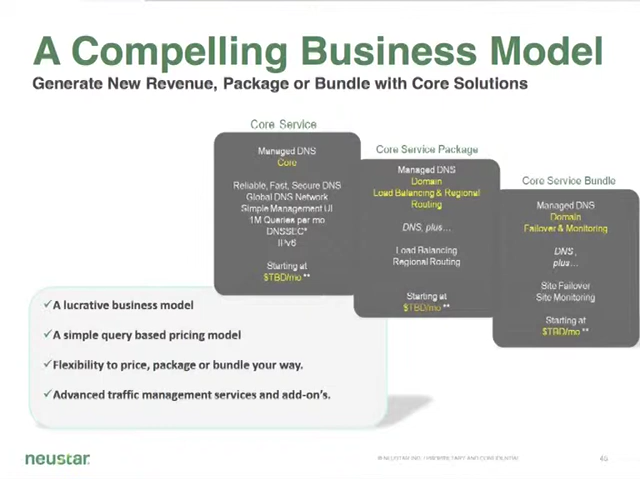 A Compelling Business Model
Generate New Revenue, Package or Bundle with Core Solutions
Core Service
Managed DNS
Core
Reliable, Fast, Secure DNS
Global DNS Network
Simple Management UI
1M Queries per mo
DNSSEC*
IPv6
Starting at
$TBD/mo **
Core Service Package
Managed DNS
Domain
Load Balancing & Regional
Routing
DNS, plus…
Load Balancing
Regional Routing
Starting at
$TBD/mo **
Core Service Bundle
Managed DNS
Domain
Failover & Monitoring
DNS,
plus…
Site Failover
Site Monitoring
Starting at
$TBD/mo **
✓A lucrative business model
✓A simple query based pricing model
✓Flexibility to price, package or bundle your way.
✓Advanced traffic management services and add-on's.
neustar
© NEUSTAR INC. / PROPRIETARY AND CONFIDENTIAL